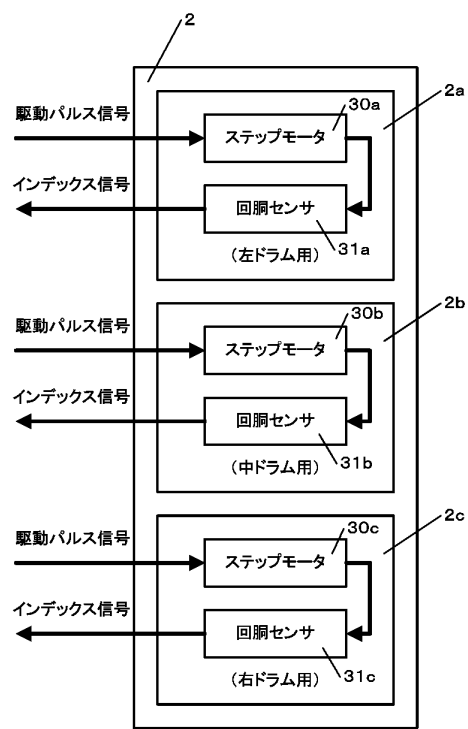 2
2a
駆動パルス信号
30a
ステップモータ
インデックス信号
回胴センサ
31a
(左ドラム用)
2b
駆動パルス信号
30b
ステップモータ
インデックス信号
回胴センサ
31b
(中ドラム用)
2c
駆動パルス信号
30c
ステップモータ
インデックス信号
回胴センサ
31c
(右ドラム用)